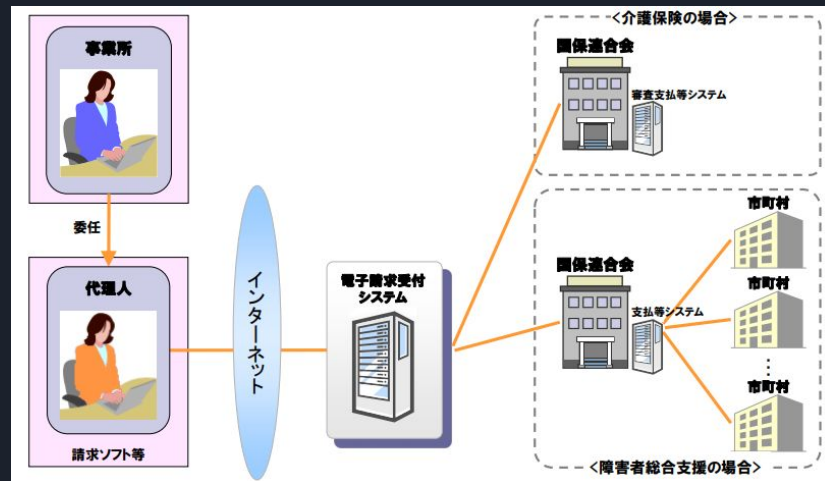 事業所
委任
代理人
請求ソフト等
インターネット
電子請求受付
システム
<介護保険の場合>
国保連合会
審査支払等システム
国保連合会
支払等システム
市町村
市町村
⋮
市町村
<障害者総合支援の場合>